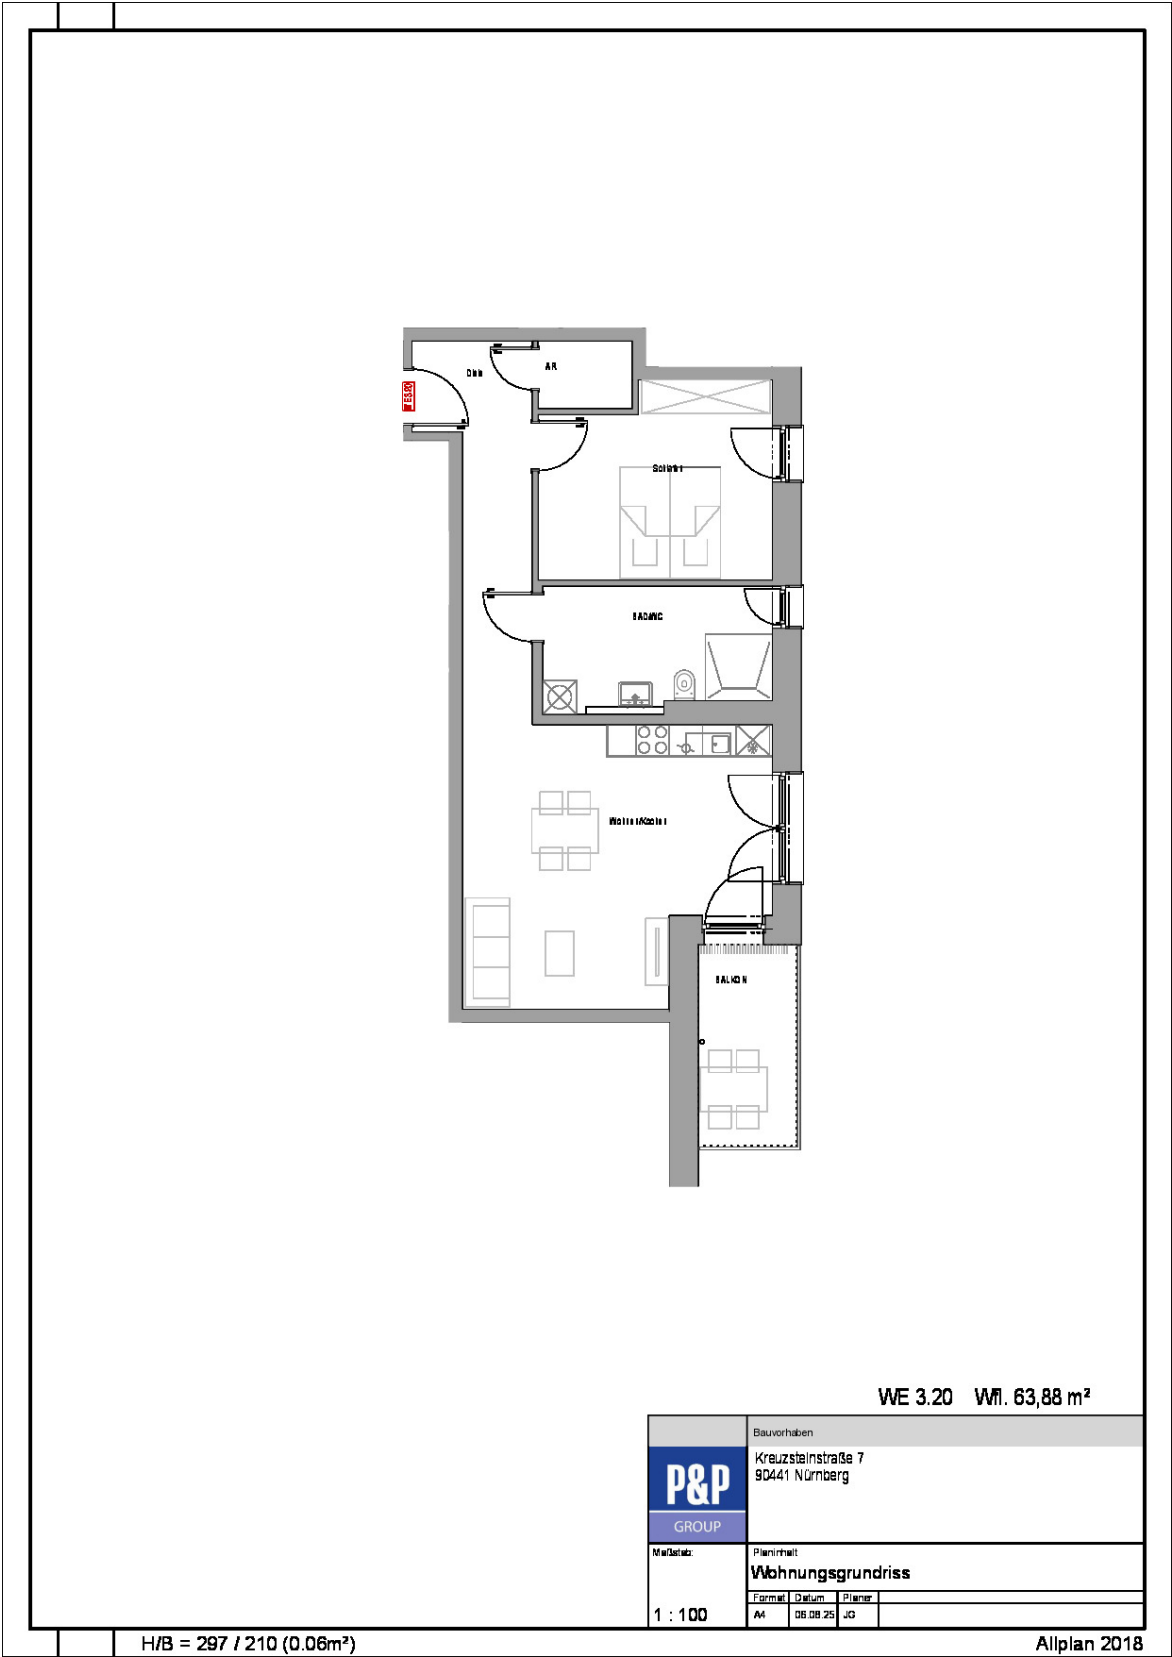 Diele
AR
WE3.20
Schlafen
BAD/WC
Wohnen/Kochen
BALKON
WE 3.20 Wfl. 63,88 m²
Bauvorhaben
Kreuzsteinstraße 7
90441 Nürnberg
P&P
GROUP
Maßstab:
1 : 100
Planinhalt
Wohnungsgrundriss
Format Datum Planer
A4 06.08.25 JG
H/B = 297 / 210 (0.06m²)
Allplan 2018